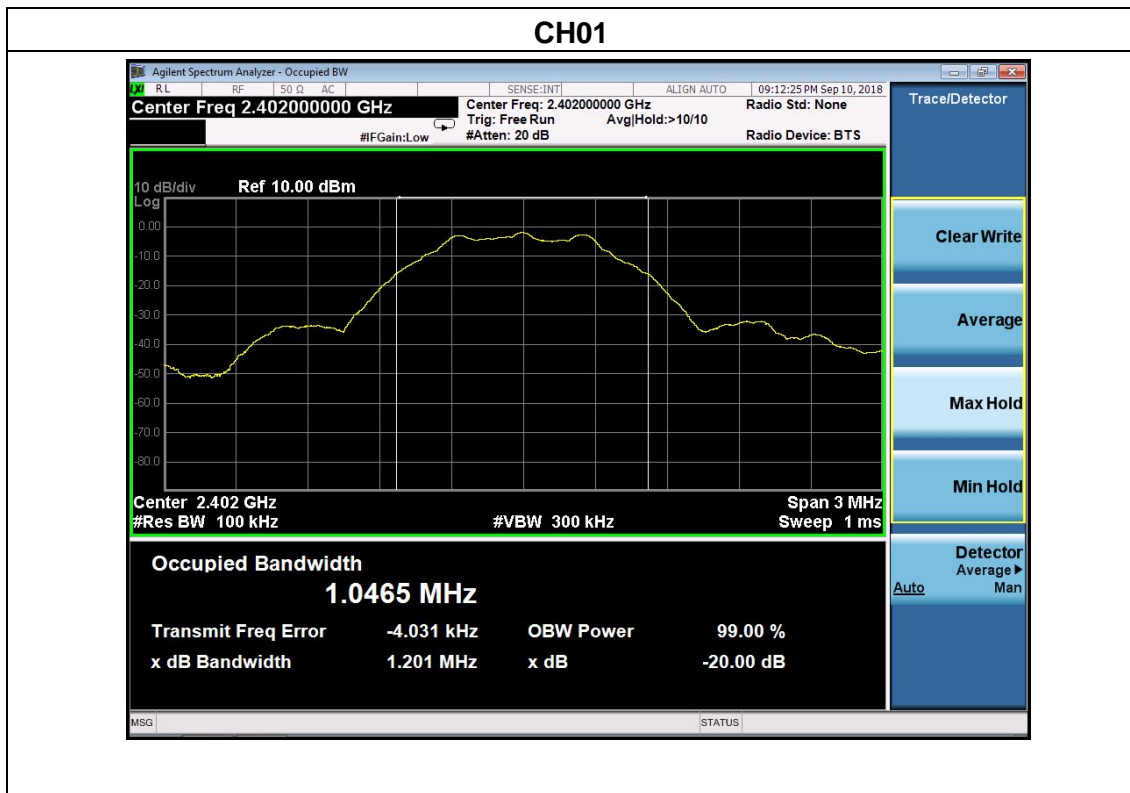 CH01
Agilent Spectrum Analyzer - Occupied BW
LXI RL RF 50 Ω AC SENSE:INT ALIGN AUTO 09:12:25 PM Sep 10, 2018
Center Freq 2.402000000 GHz
Center Freq: 2.402000000 GHz
Radio Std: None
Trig: Free Run Avg|Hold:>10/10
#IFGain:Low #Atten: 20 dB Radio Device: BTS
10 dB/div Ref 10.00 dBm
Log
0.00
-10.0
-20.0
-30.0
-40.0
-50.0
-60.0
-70.0
-80.0
Center 2.402 GHz Span 3 MHz
#Res BW 100 kHz #VBW 300 kHz Sweep 1 ms
Occupied Bandwidth
1.0465 MHz
Transmit Freq Error -4.031 kHz OBW Power 99.00 %
x dB Bandwidth 1.201 MHz x dB -20.00 dB
MSG STATUS
Trace/Detector
Clear Write
Average
Max Hold
Min Hold
Detector
Average▶
Auto Man